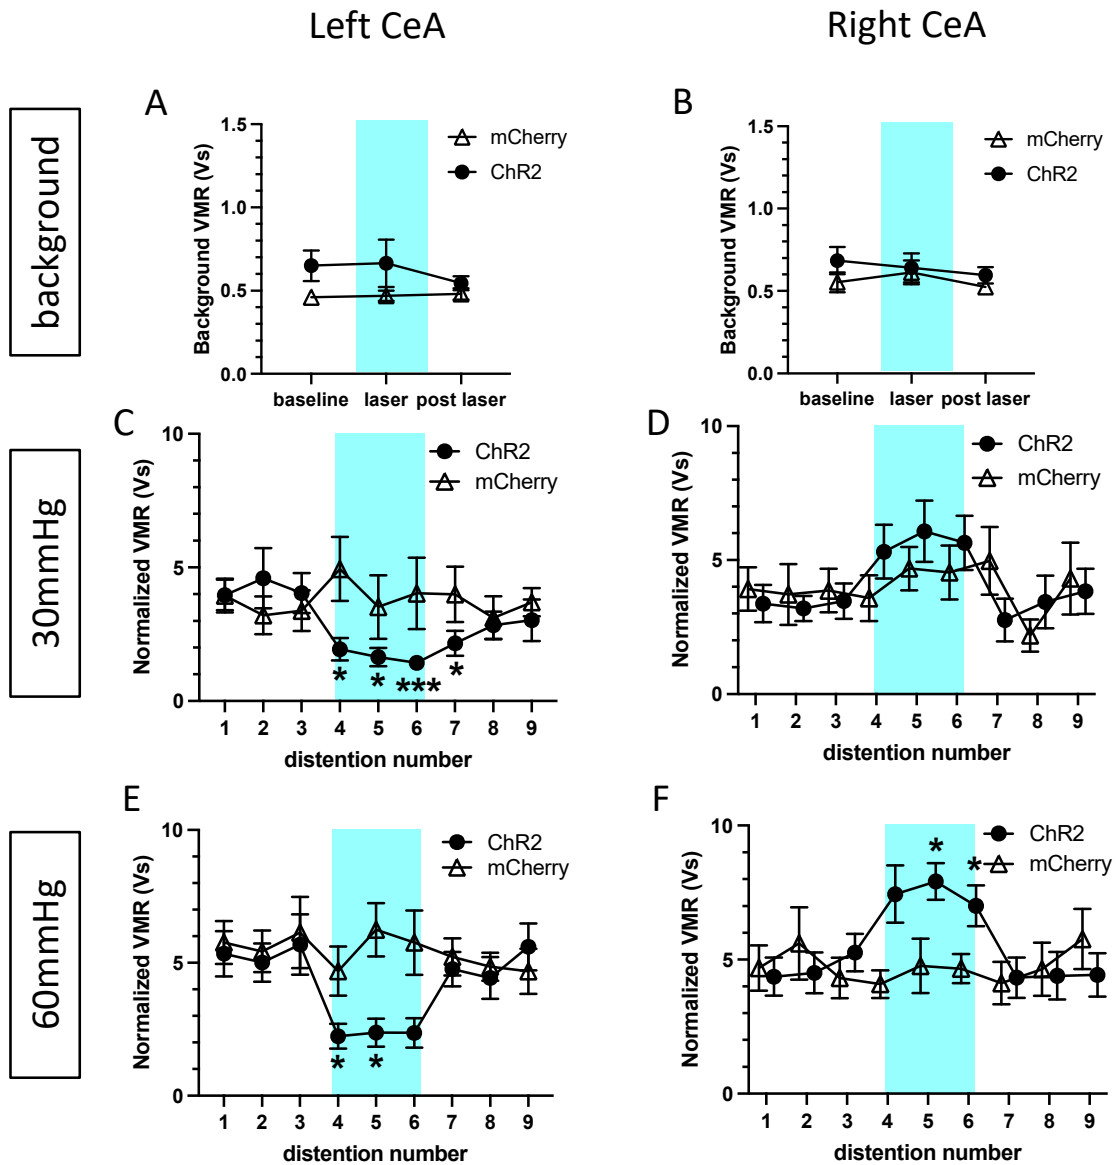 Left CeA
Right CeA
background
A
1.5
1.0
0.5
0.0
Background VMR (Vs)
mCherry
ChR2
baseline laser post laser
B
1.5
1.0
0.5
0.0
Background VMR (Vs)
mCherry
ChR2
baseline laser post laser
30mmHg
C
10
5
0
Normalized VMR (Vs)
ChR2
mCherry
* * *** *
1 2 3 4 5 6 7 8 9
distention number
D
10
5
0
Normalized VMR (Vs)
ChR2
mCherry
1 2 3 4 5 6 7 8 9
distention number
60mmHg
E
10
5
0
Normalized VMR (Vs)
ChR2
mCherry
* *
1 2 3 4 5 6 7 8 9
distention number
F
10
5
0
Normalized VMR (Vs)
ChR2
mCherry
* *
1 2 3 4 5 6 7 8 9
distention number